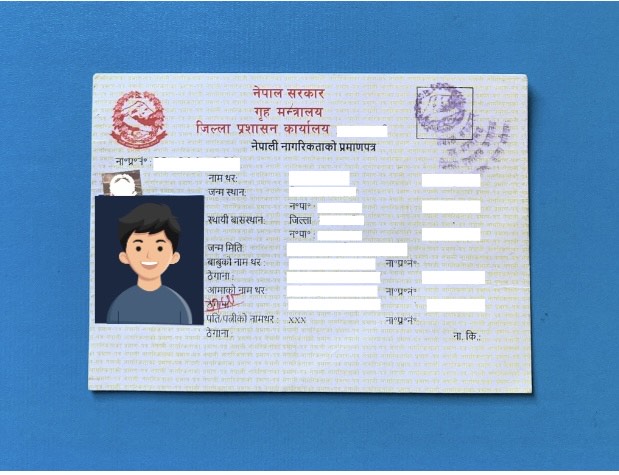 नेपाल सरकार
गृह मन्त्रालय
जिल्ला प्रशासन कार्यालय
नेपाली नागरिकताको प्रमाणपत्र
ना॰प्र॰नं॰ :
नाम थर:
जन्म स्थान:
न॰पा॰ :
स्थायी बासस्थान: जिल्ला
न॰पा॰ :
जन्म मिति:
बाबुको नाम थर : ना॰प्र॰नं॰
ठेगाना :
आमाको नाम थर: ना॰प्र॰नं॰
ठेगाना :
पति/पत्नीको नामथर : xxx ना॰प्र॰नं॰
ठेगाना : ना. कि.: